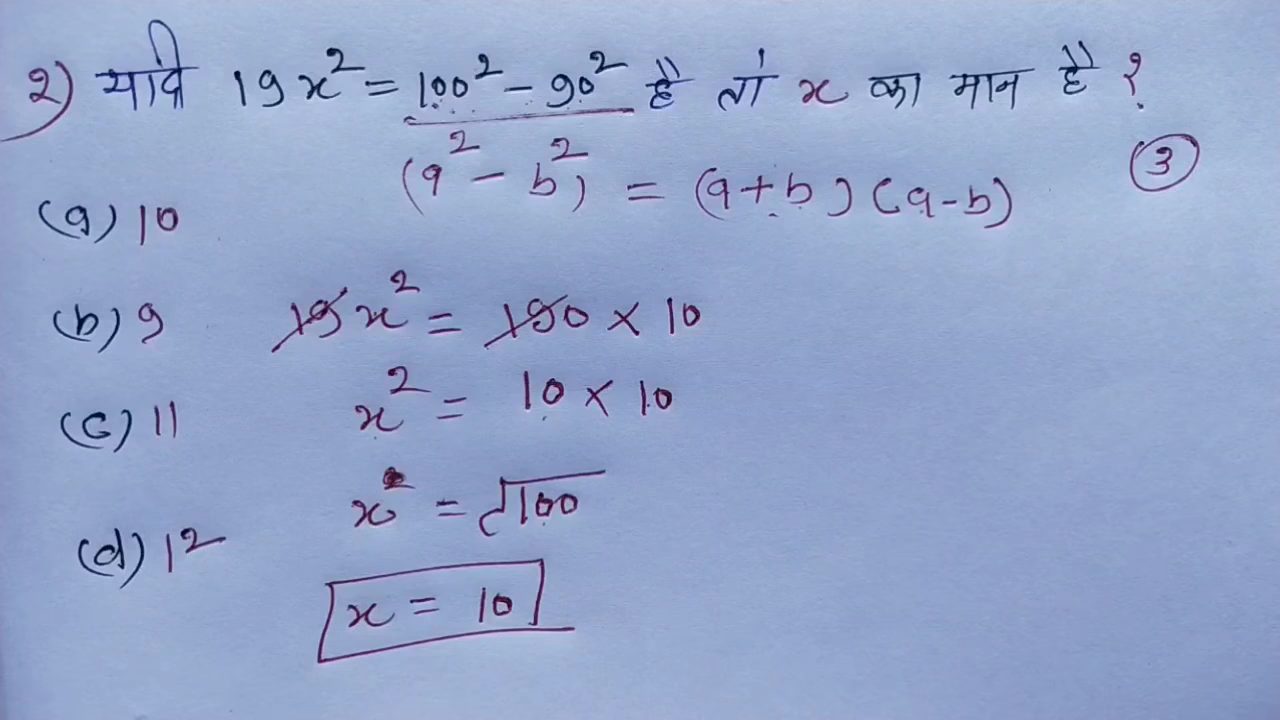 2) यदि 19x² = 100² - 90² है तो x का मान है ?
(a² - b²) = (a+b) (a-b)
3
(a) 10
(b) 9
19x² = 190 × 10
x² = 10 × 10
(c) 11
x² = √100
(d) 12
x = 10